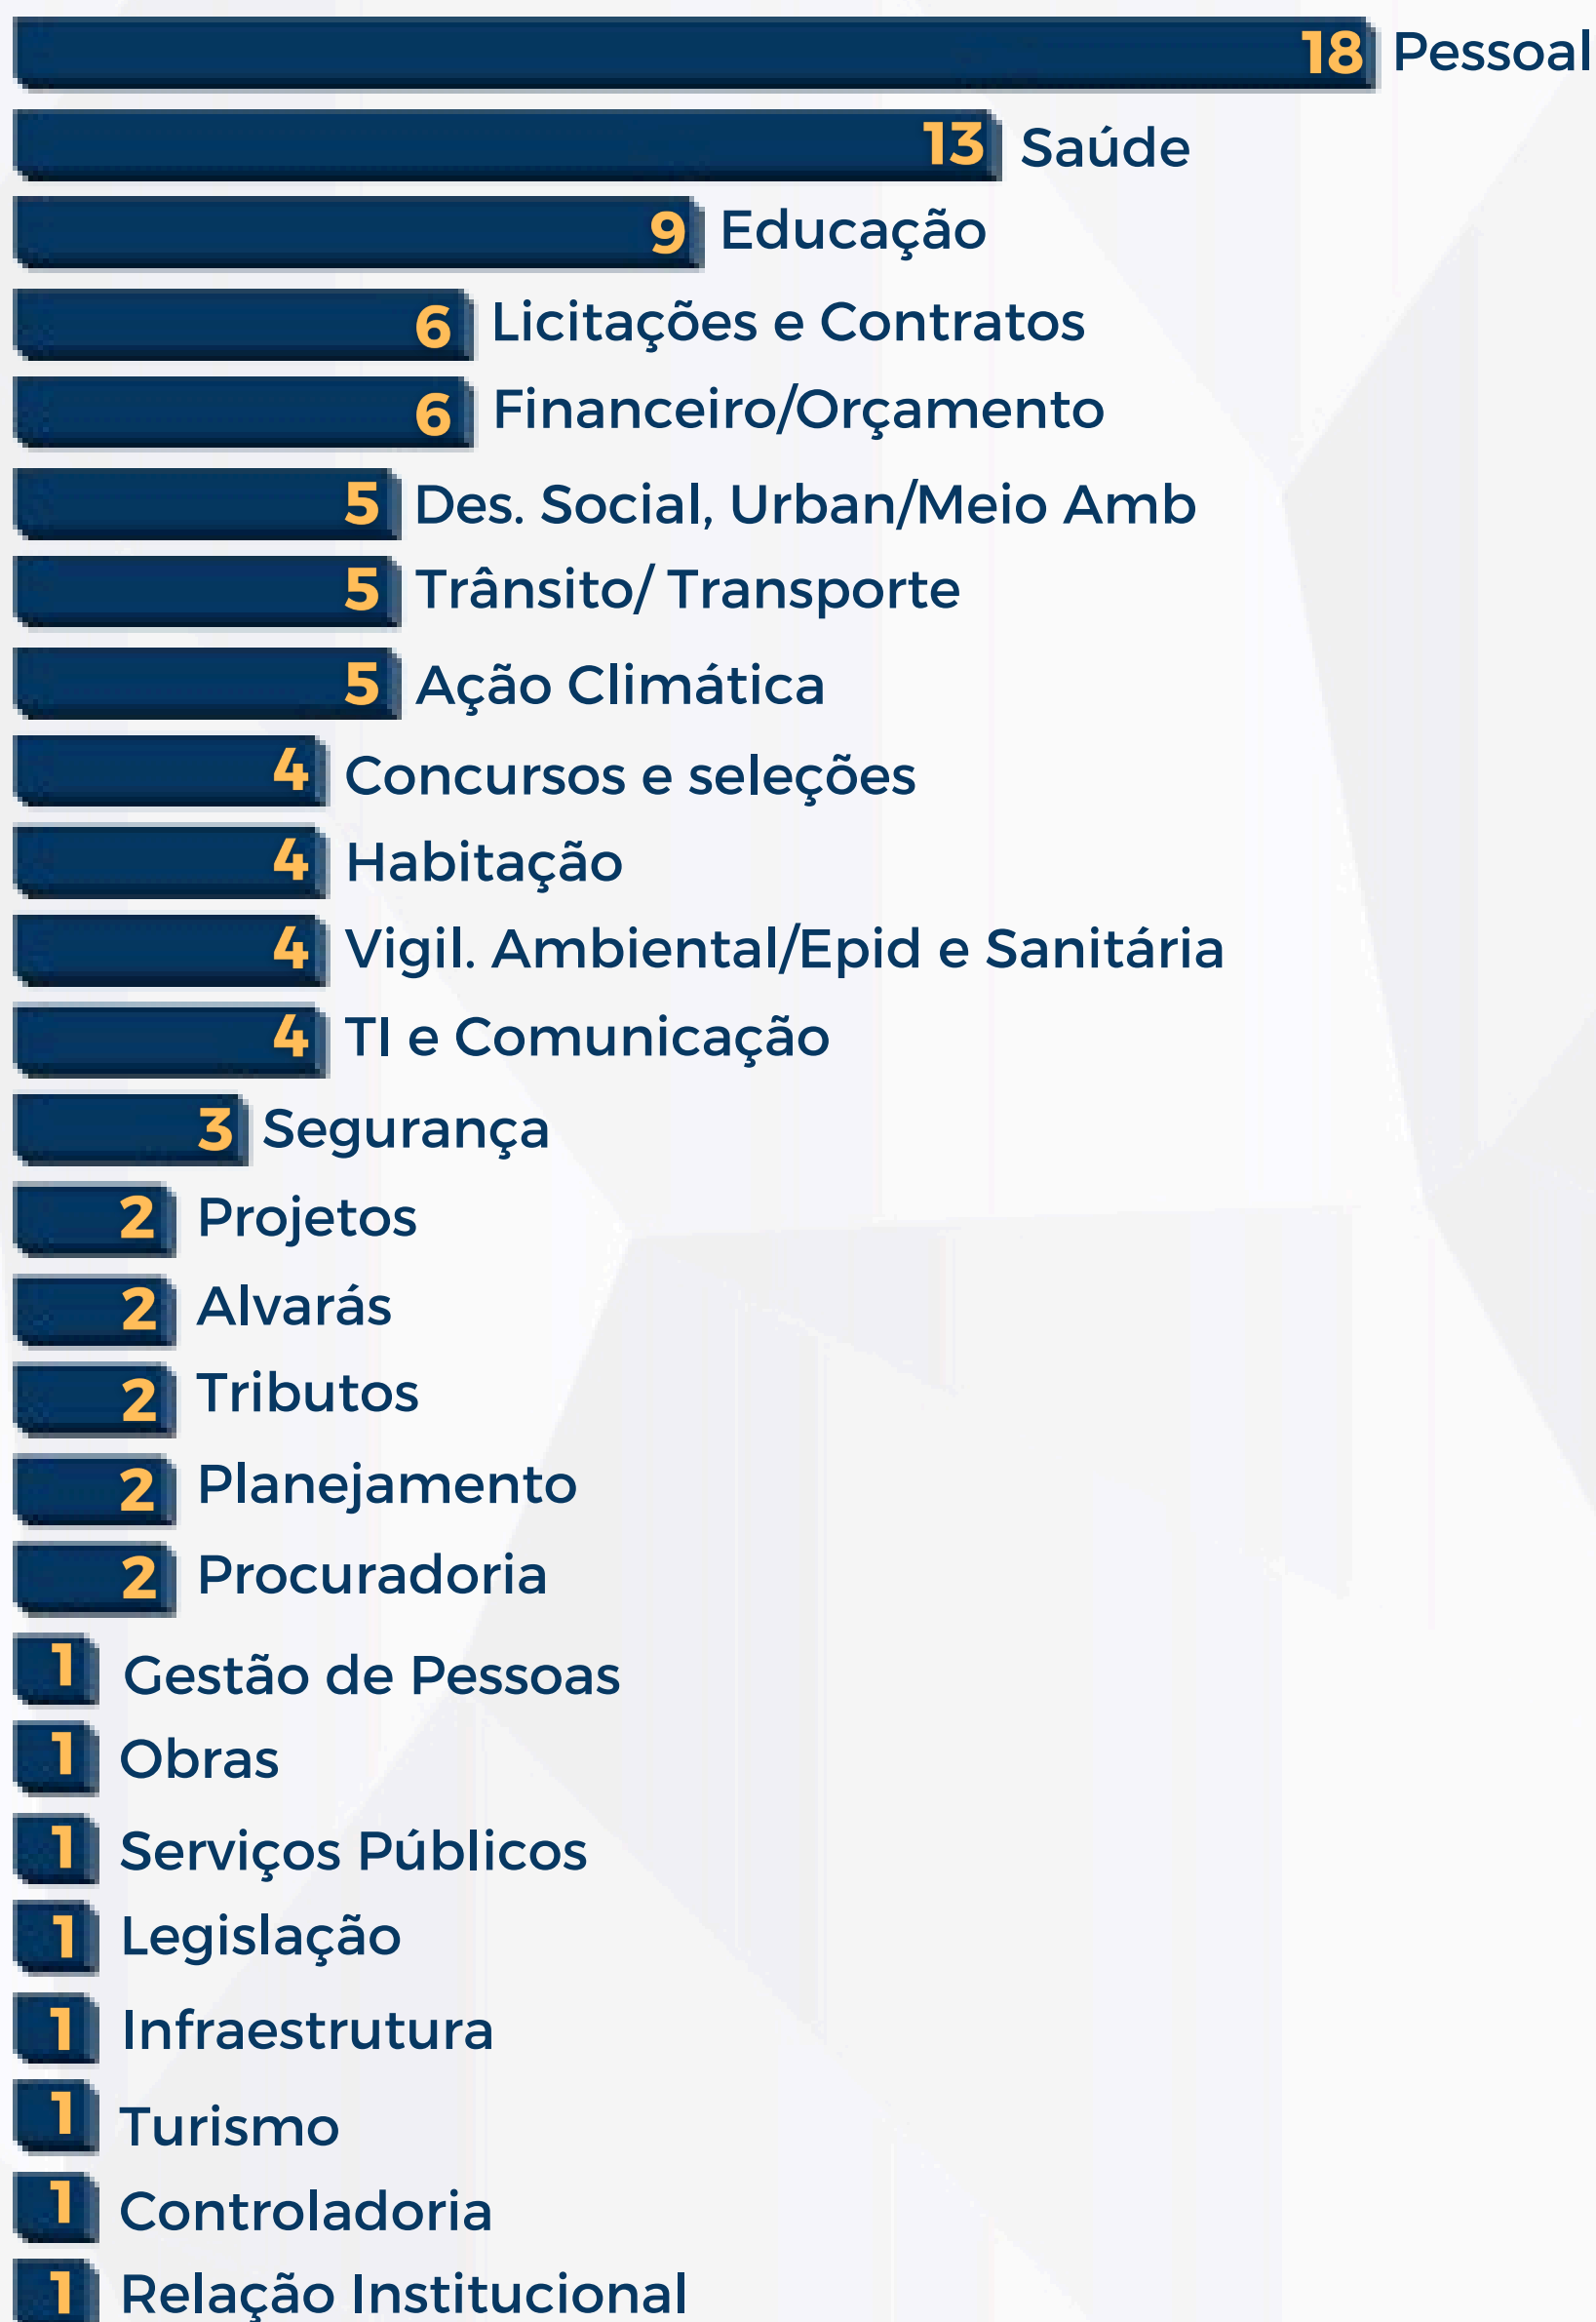 18 Pessoal
13 Saúde
9 Educação
6 Licitações e Contratos
6 Financeiro/Orçamento
5 Des. Social, Urban/Meio Amb
5 Trânsito/ Transporte
5 Ação Climática
4 Concursos e seleções
4 Habitação
4 Vigil. Ambiental/Epid e Sanitária
4 TI e Comunicação
3 Segurança
2 Projetos
2 Alvarás
2 Tributos
2 Planejamento
2 Procuradoria
1 Gestão de Pessoas
1 Obras
1 Serviços Públicos
1 Legislação
1 Infraestrutura
1 Turismo
1 Controladoria
1 Relação Institucional